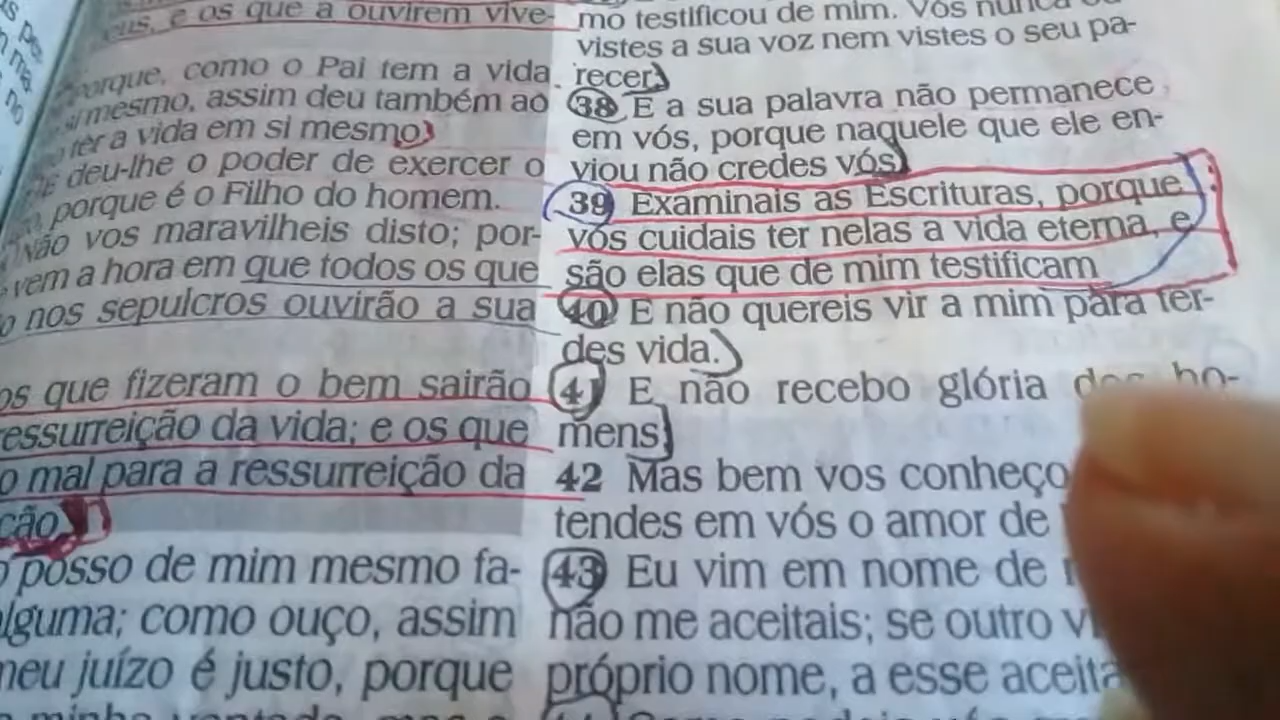 e os que a ouvirem vive-
porque, como o Pai tem a vida
si mesmo, assim deu também ao
ter a vida em si mesmo
deu-lhe o poder de exercer o
porque é o Filho do homem.
Não vos maravilheis disto; por-
vem a hora em que todos os que
nos sepulcros ouvirão a sua
os que fizeram o bem sairão
essurreição da vida; e os que
o mal para a ressurreição da
ção
posso de mim mesmo fa-
lguma; como ouço, assim
meu juízo é justo, porque
mo testificou de mim. Vós nunca
vistes a sua voz nem vistes o seu pa-
recer.
38 E a sua palavra não permanece
em vós, porque naquele que ele en-
viou não credes vós.
39 Examinais as Escrituras, porque
vós cuidais ter nelas a vida eterna, e
são elas que de mim testificam
40 E não quereis vir a mim para ter-
des vida.
41 E não recebo glória dos ho-
mens;
42 Mas bem vos conheço
tendes em vós o amor de
43 Eu vim em nome de
não me aceitais; se outro
próprio nome, a esse aceita